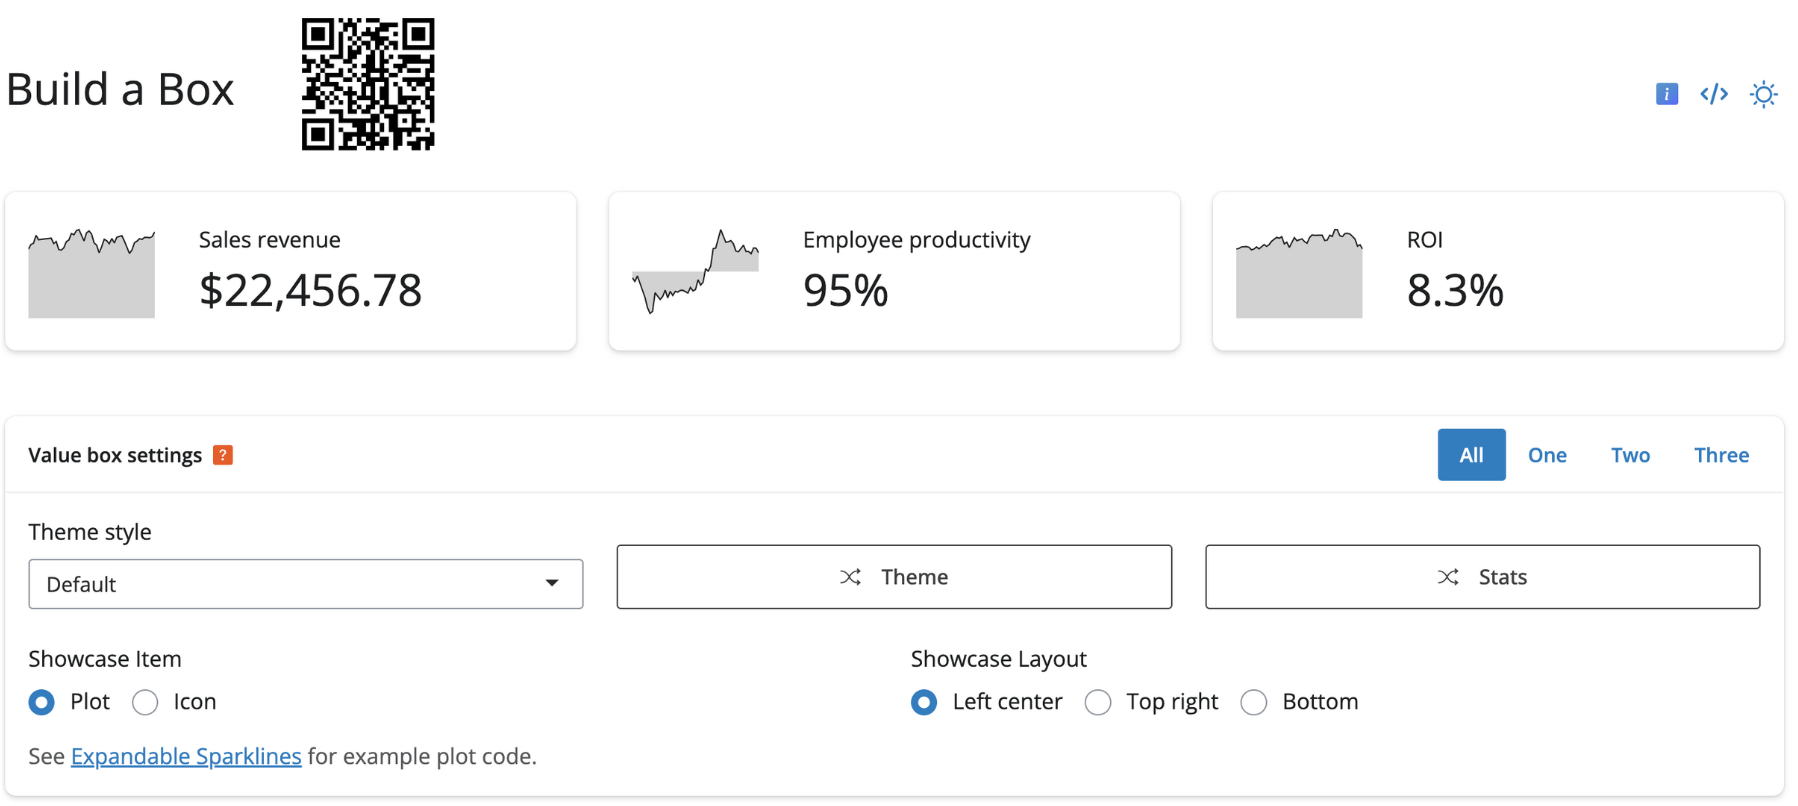 Build a Box
i </>
Sales revenue
$22,456.78
Employee productivity
95%
ROI
8.3%
Value box settings ?
All One Two Three
Theme style
Default
Theme
Stats
Showcase Item
Plot Icon
Showcase Layout
Left center Top right Bottom
See Expandable Sparklines for example plot code.